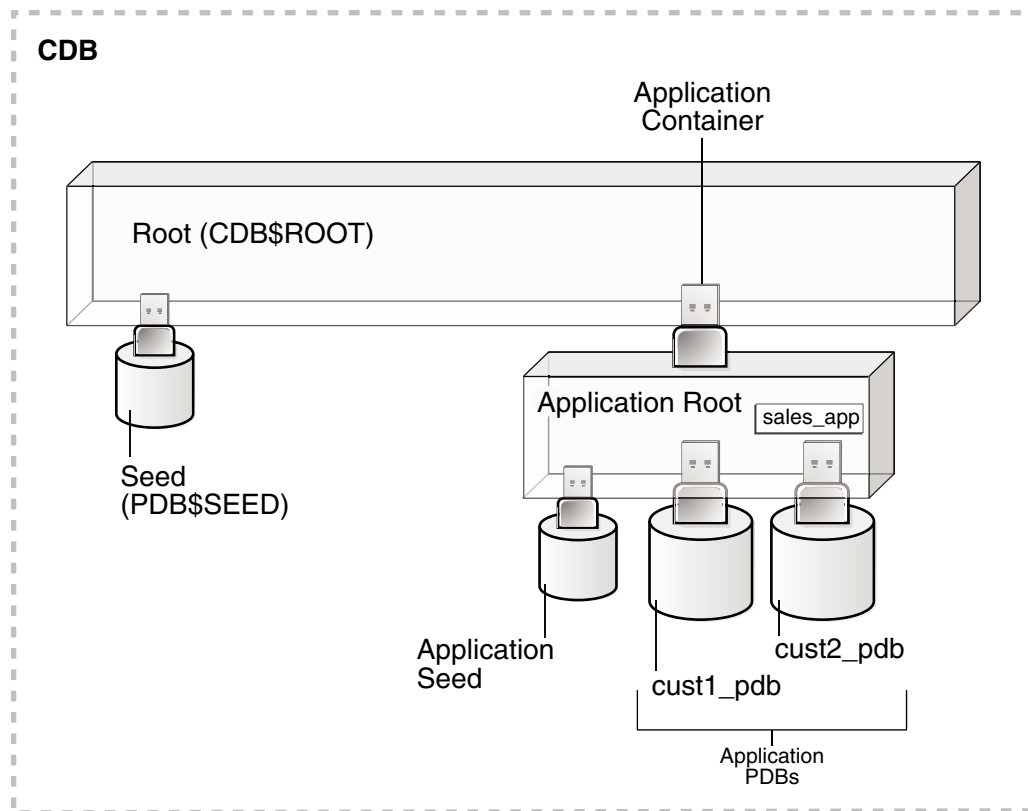 CDB
Application
Container
Root (CDB$ROOT)
Application Root
sales_app
Seed
(PDB$SEED)
Application
Seed
cust1_pdb
cust2_pdb
Application
PDBs